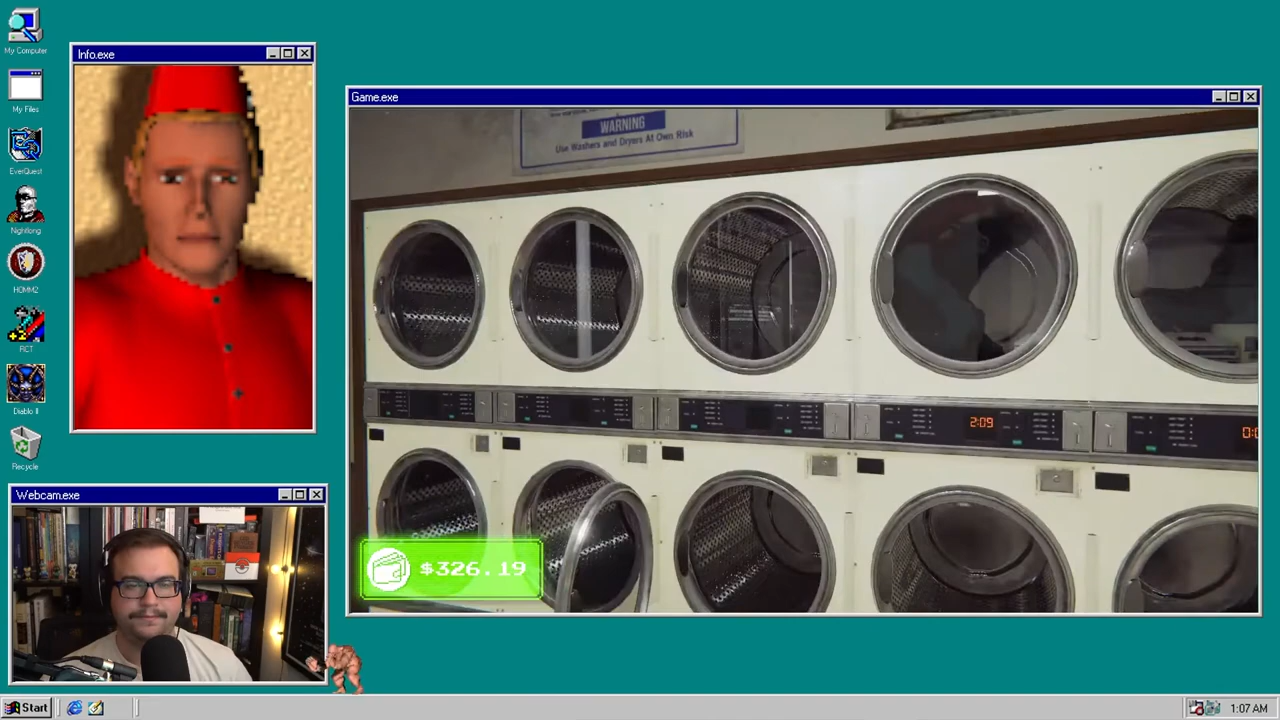 My Computer
My Files
EverQuest
Nightlong
HOMM2
RCT
Diablo II
Recycle
Info.exe
Game.exe
WARNING
Use Washers and Dryers At Own Risk
2:09
$326.19
Webcam.exe
Start
1:07 AM